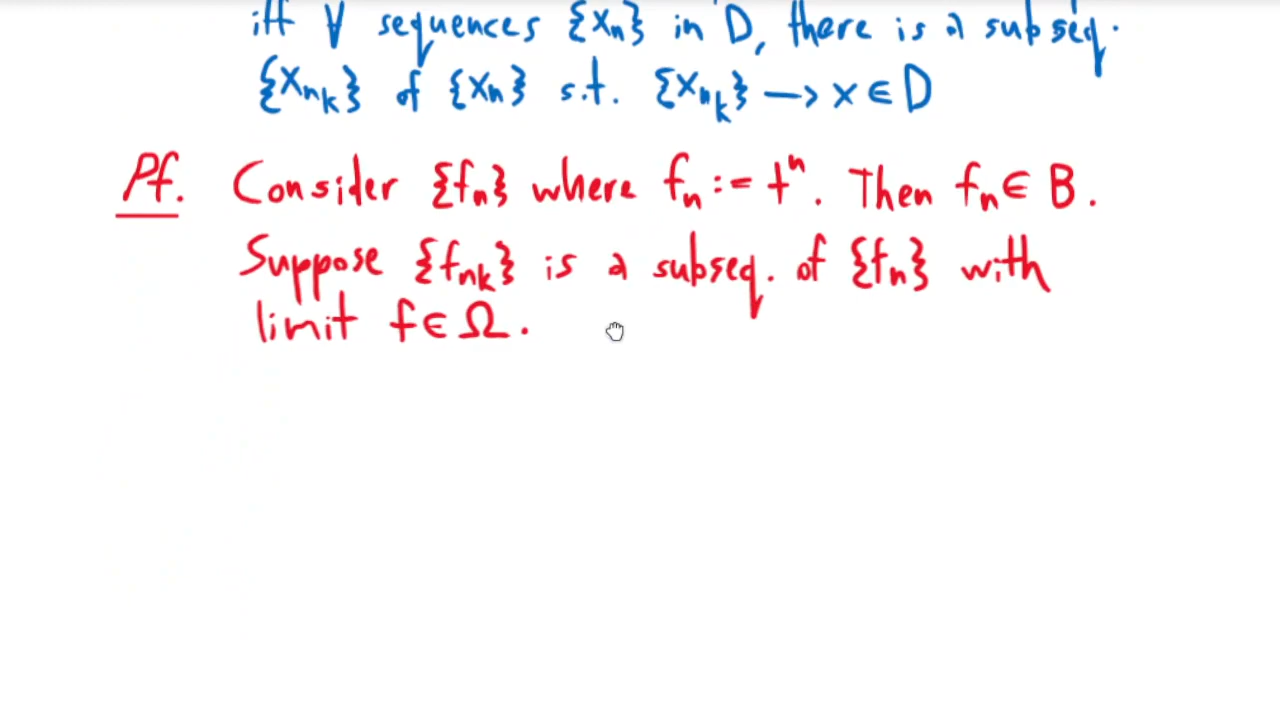 iff ∀ sequences {xn} in D, there is a subseq.
{xnk} of {xn} s.t. {xnk} → x ∈ D
Pf. Consider {fn} where fn := t^n. Then fn ∈ B.
Suppose {fnk} is a subseq. of {fn} with
limit f ∈ Ω.